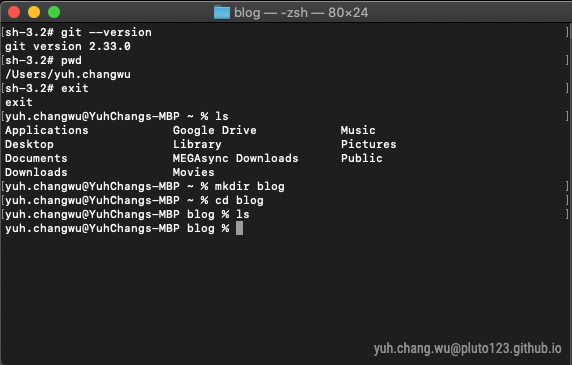 blog — -zsh — 80×24
[sh-3.2# git --version ]
git version 2.33.0
[sh-3.2# pwd ]
/Users/yuh.changwu
[sh-3.2# exit ]
exit
[yuh.changwu@YuhChangs-MBP ~ % ls ]
Applications Google Drive Music
Desktop Library Pictures
Documents MEGAsync Downloads Public
Downloads Movies
[yuh.changwu@YuhChangs-MBP ~ % mkdir blog ]
[yuh.changwu@YuhChangs-MBP ~ % cd blog ]
[yuh.changwu@YuhChangs-MBP blog % ls ]
yuh.changwu@YuhChangs-MBP blog %
yuh.chang.wu@pluto123.github.io